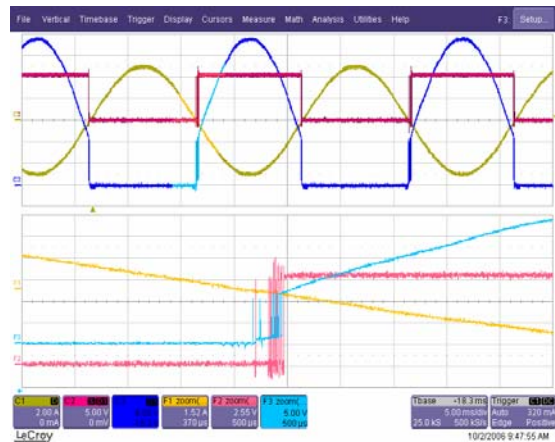 File Vertical Timebase Trigger Display Cursors Measure Math Analysis Utilities Help F3: Setup...
C1 F1 zoom( F2 zoom( F3 zoom(
2.00 A 5.00 V 1.52 A 2.55 V 5.00 V
0 mA 0 mV 370 µs 500 µs 500 µs
Tbase -18.3 ms Trigger C1 DC
5.00 ms/div Auto 320 mA
25.0 kS 500 kS/s Edge Positive
LeCroy
10/2/2006 9:47:55 AM